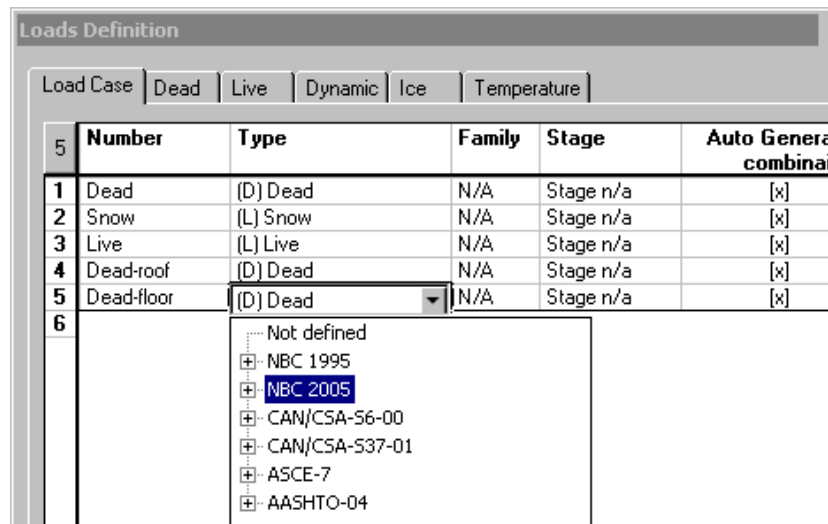 Loads Definition
Load Case Dead Live Dynamic Ice Temperature
5 Number Type Family Stage Auto Genera
combinai
1 Dead (D) Dead N/A Stage n/a [x]
2 Snow (L) Snow N/A Stage n/a [x]
3 Live (L) Live N/A Stage n/a [x]
4 Dead-roof (D) Dead N/A Stage n/a [x]
5 Dead-floor (D) Dead N/A Stage n/a [x]
6
Not defined
NBC 1995
NBC 2005
CAN/CSA-S6-00
CAN/CSA-S37-01
ASCE-7
AASHTO-04